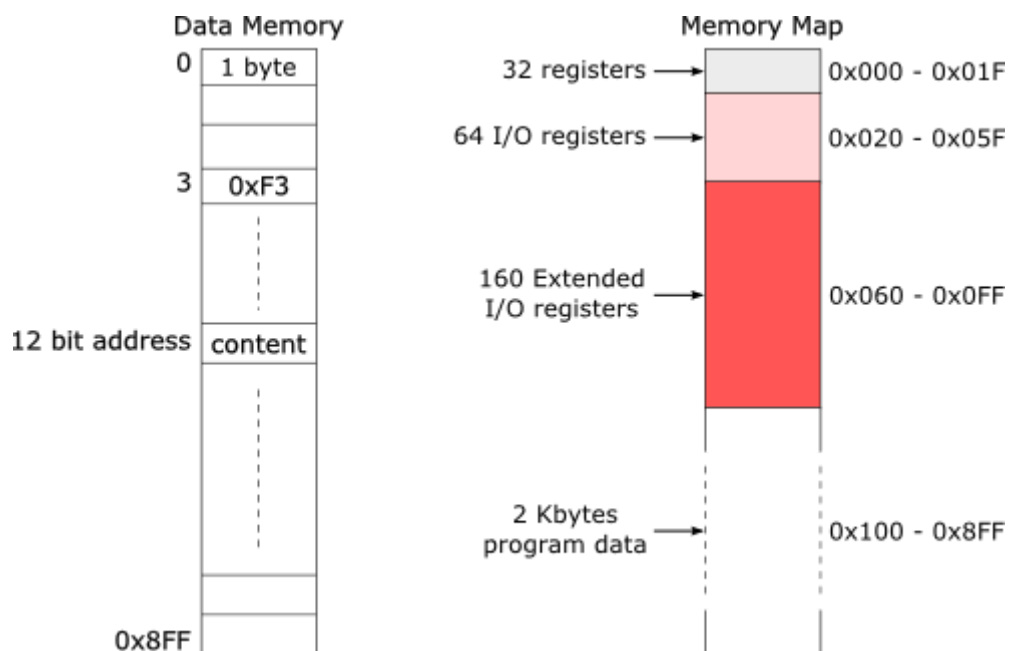 Data Memory
0
1 byte
3
0xF3
12 bit address
content
0x8FF
Memory Map
32 registers
0x000 - 0x01F
64 I/O registers
0x020 - 0x05F
160 Extended
I/O registers
0x060 - 0x0FF
2 Kbytes
program data
0x100 - 0x8FF